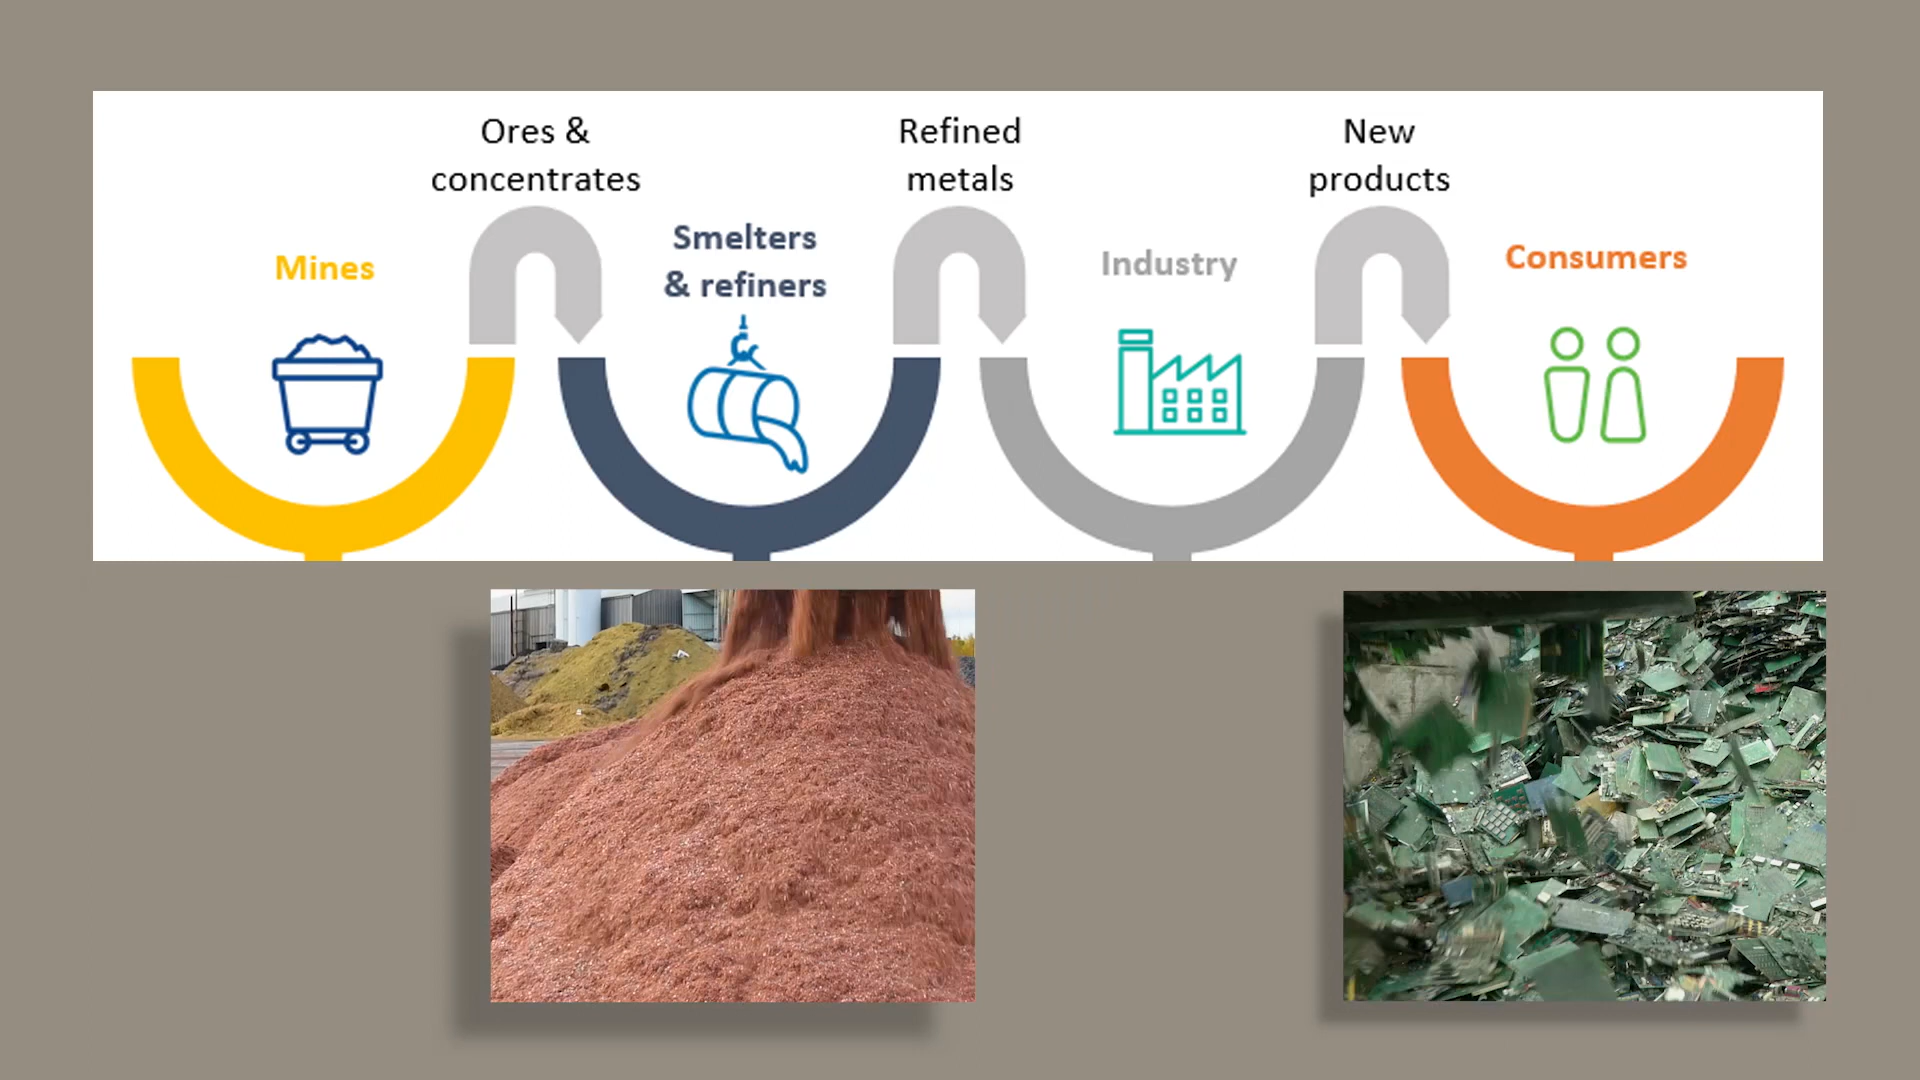 Ores &
concentrates
Refined
metals
New
products
Mines
Smelters
& refiners
Industry
Consumers